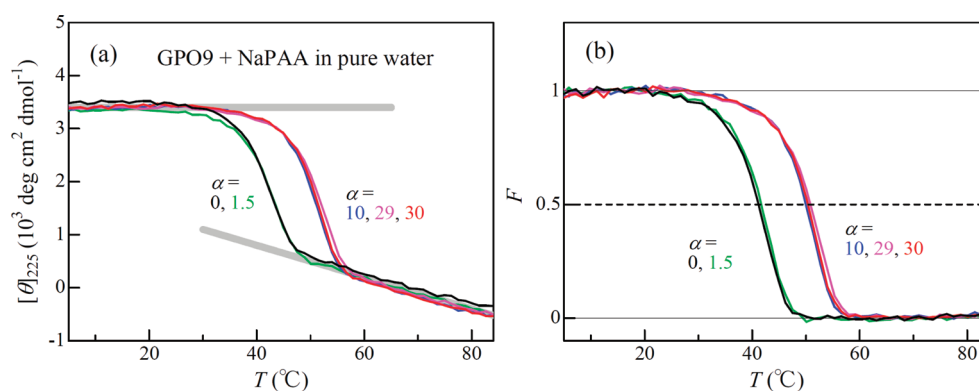 (a)
GPO9 + NaPAA in pure water
[θ]225 (10³ deg cm² dmol⁻¹)
5
4
3
2
1
0
-1
α =
0, 1.5
α =
10, 29, 30
20
40
60
80
T (℃)
(b)
F
1
0.5
0
α =
0, 1.5
α =
10, 29, 30
20
40
60
80
T (℃)